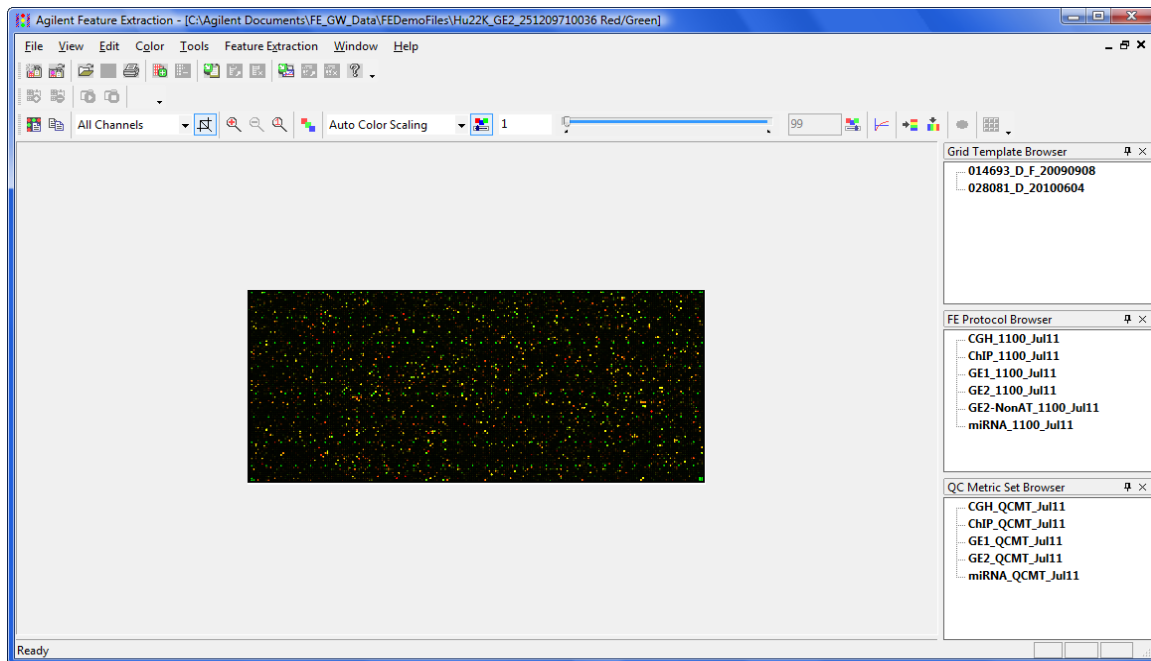 Agilent Feature Extraction - [C:\Agilent Documents\FE_GW_Data\FEDemoFiles\Hu22K_GE2_251209710036 Red/Green]
File View Edit Color Tools Feature Extraction Window Help
All Channels Auto Color Scaling 1 99
Grid Template Browser
014693_D_F_20090908
028081_D_20100604
FE Protocol Browser
CGH_1100_Jul11
ChIP_1100_Jul11
GE1_1100_Jul11
GE2_1100_Jul11
GE2-NonAT_1100_Jul11
miRNA_1100_Jul11
QC Metric Set Browser
CGH_QCMT_Jul11
ChIP_QCMT_Jul11
GE1_QCMT_Jul11
GE2_QCMT_Jul11
miRNA_QCMT_Jul11
Ready